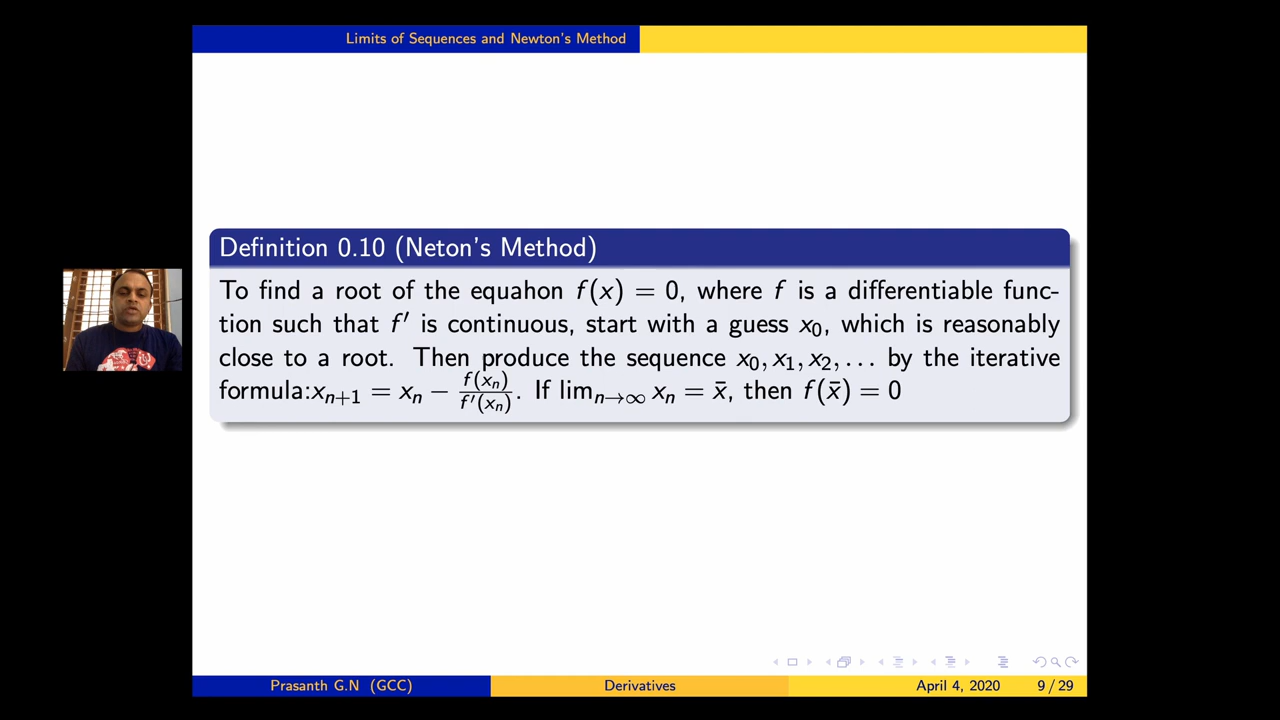 Limits of Sequences and Newton's Method
Definition 0.10 (Neton's Method)
To find a root of the equahon f(x) = 0, where f is a differentiable func-
tion such that f′ is continuous, start with a guess x₀, which is reasonably
close to a root. Then produce the sequence x₀, x₁, x₂, . . . by the iterative
formula:xₙ₊₁ = xₙ − f(xₙ)/f′(xₙ). If limₙ→∞ xₙ = x̄, then f(x̄) = 0
Prasanth G.N (GCC) Derivatives April 4, 2020 9 / 29